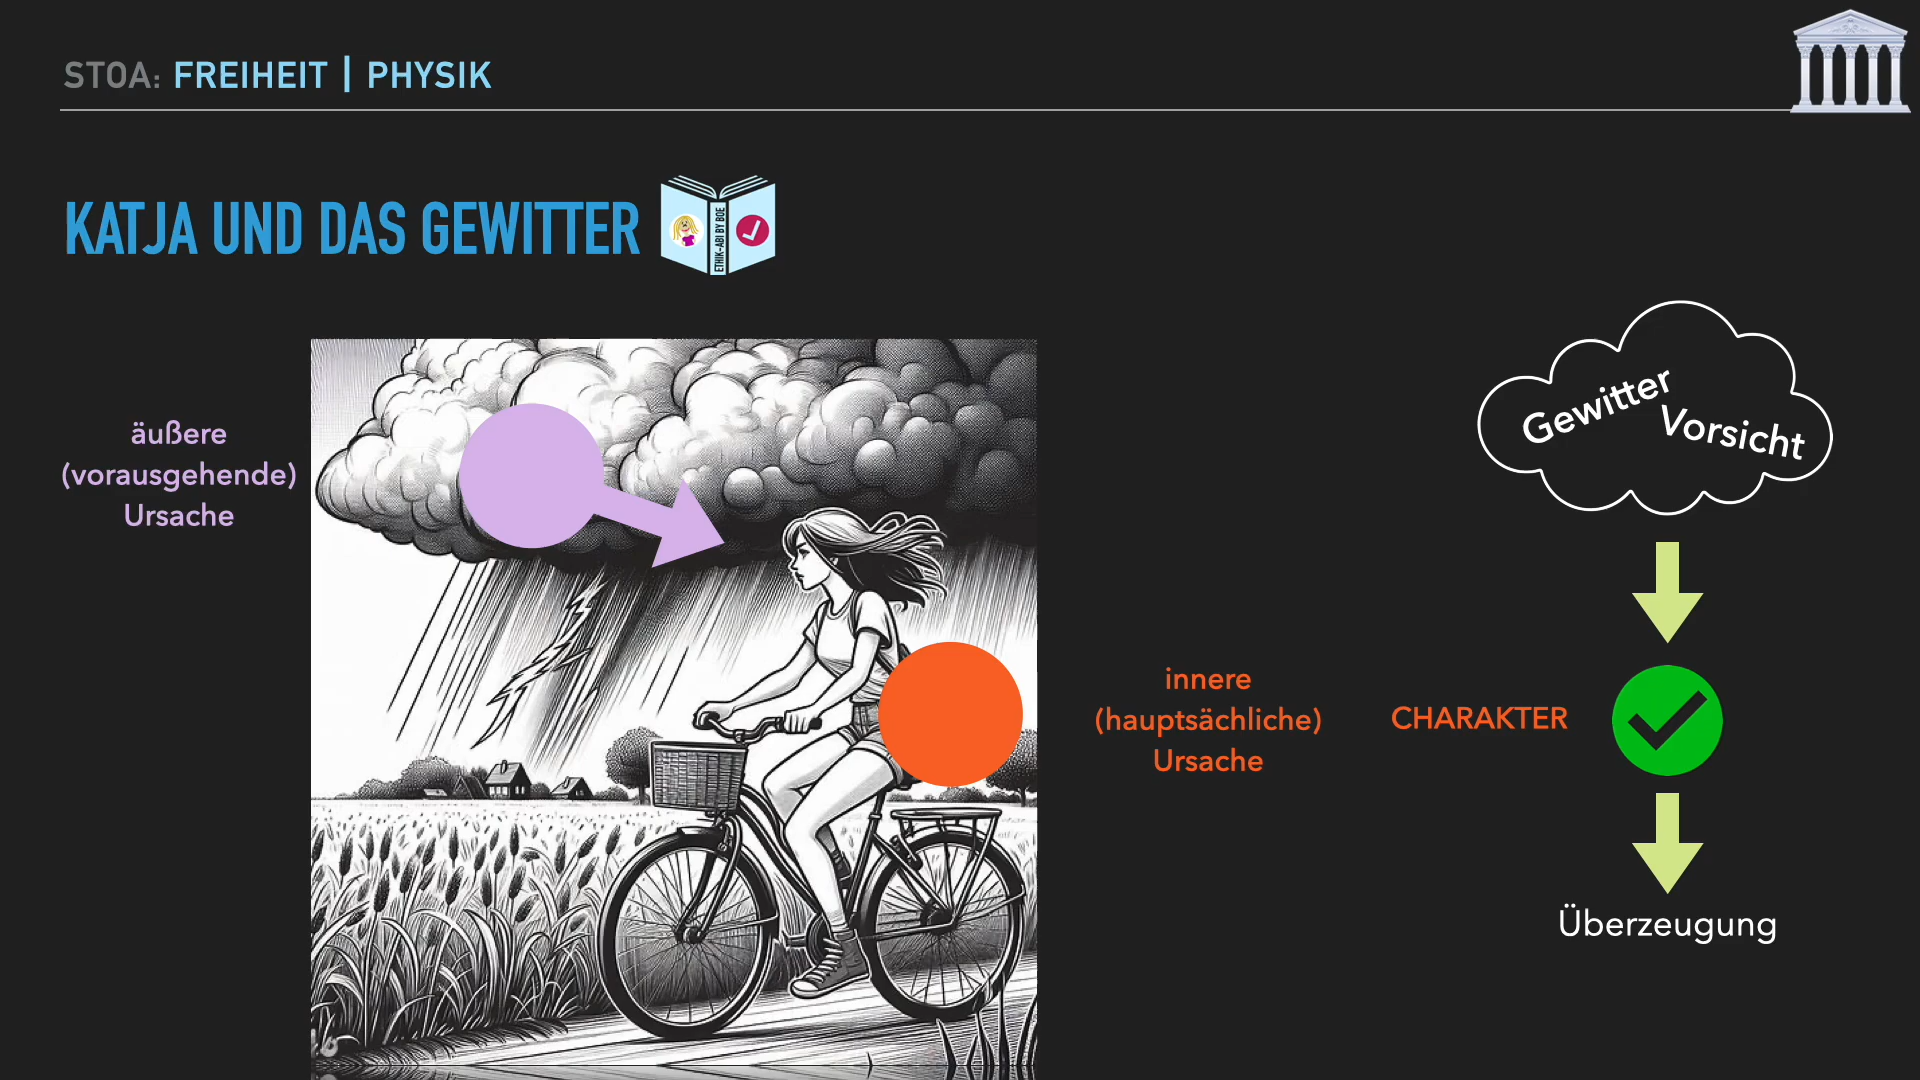 STOA: FREIHEIT | PHYSIK
KATJA UND DAS GEWITTER
ETHIK-ABI BY BOE
äußere
(vorausgehende)
Ursache
Gewitter
Vorsicht
innere
(hauptsächliche)
Ursache
CHARAKTER
Überzeugung